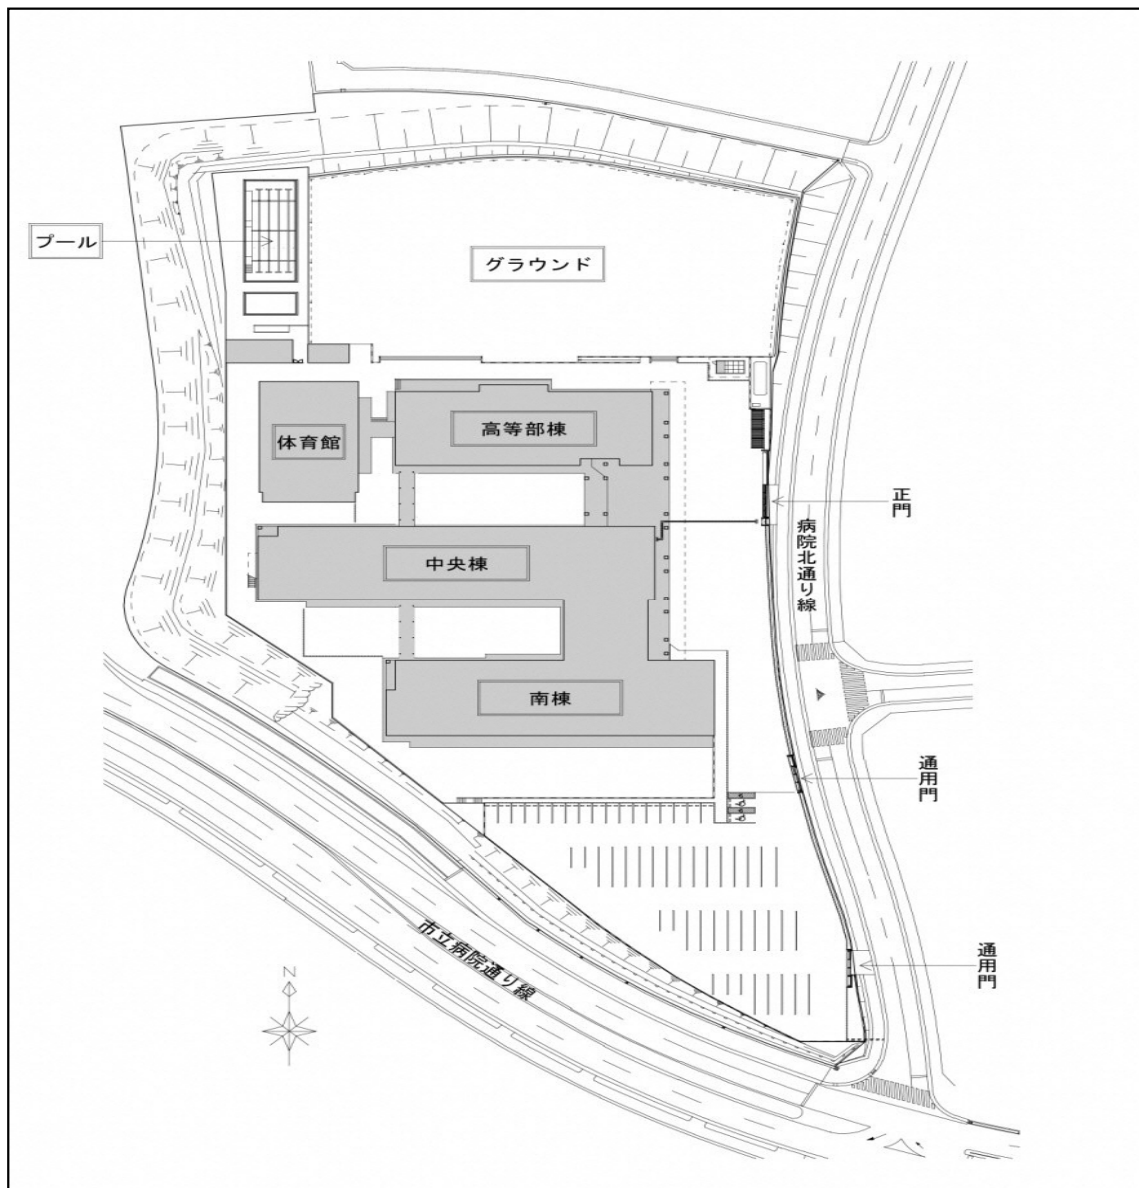 プール
グラウンド
体育館
高等部棟
正門
病院北通り線
中央棟
南棟
通用門
市立病院通り線
通用門
N